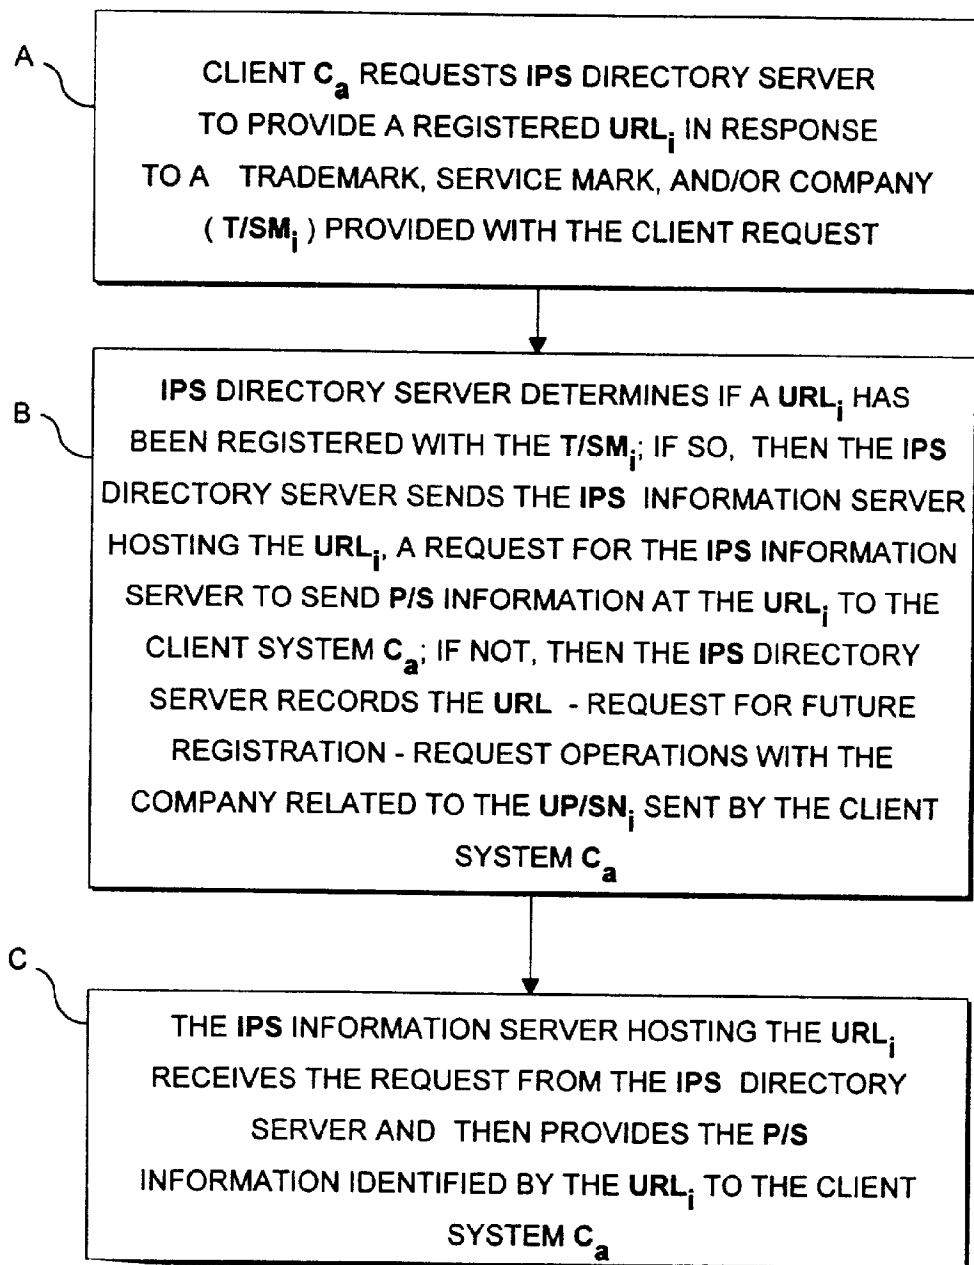 A
CLIENT Ca REQUESTS IPS DIRECTORY SERVER
TO PROVIDE A REGISTERED URLi IN RESPONSE
TO A TRADEMARK, SERVICE MARK, AND/OR COMPANY
( T/SMi ) PROVIDED WITH THE CLIENT REQUEST
B
IPS DIRECTORY SERVER DETERMINES IF A URLi HAS
BEEN REGISTERED WITH THE T/SMi; IF SO, THEN THE IPS
DIRECTORY SERVER SENDS THE IPS INFORMATION SERVER
HOSTING THE URLi, A REQUEST FOR THE IPS INFORMATION
SERVER TO SEND P/S INFORMATION AT THE URLi TO THE
CLIENT SYSTEM Ca; IF NOT, THEN THE IPS DIRECTORY
SERVER RECORDS THE URL - REQUEST FOR FUTURE
REGISTRATION - REQUEST OPERATIONS WITH THE
COMPANY RELATED TO THE UP/SNi SENT BY THE CLIENT
SYSTEM Ca
C
THE IPS INFORMATION SERVER HOSTING THE URLi
RECEIVES THE REQUEST FROM THE IPS DIRECTORY
SERVER AND THEN PROVIDES THE P/S
INFORMATION IDENTIFIED BY THE URLi TO THE CLIENT
SYSTEM Ca